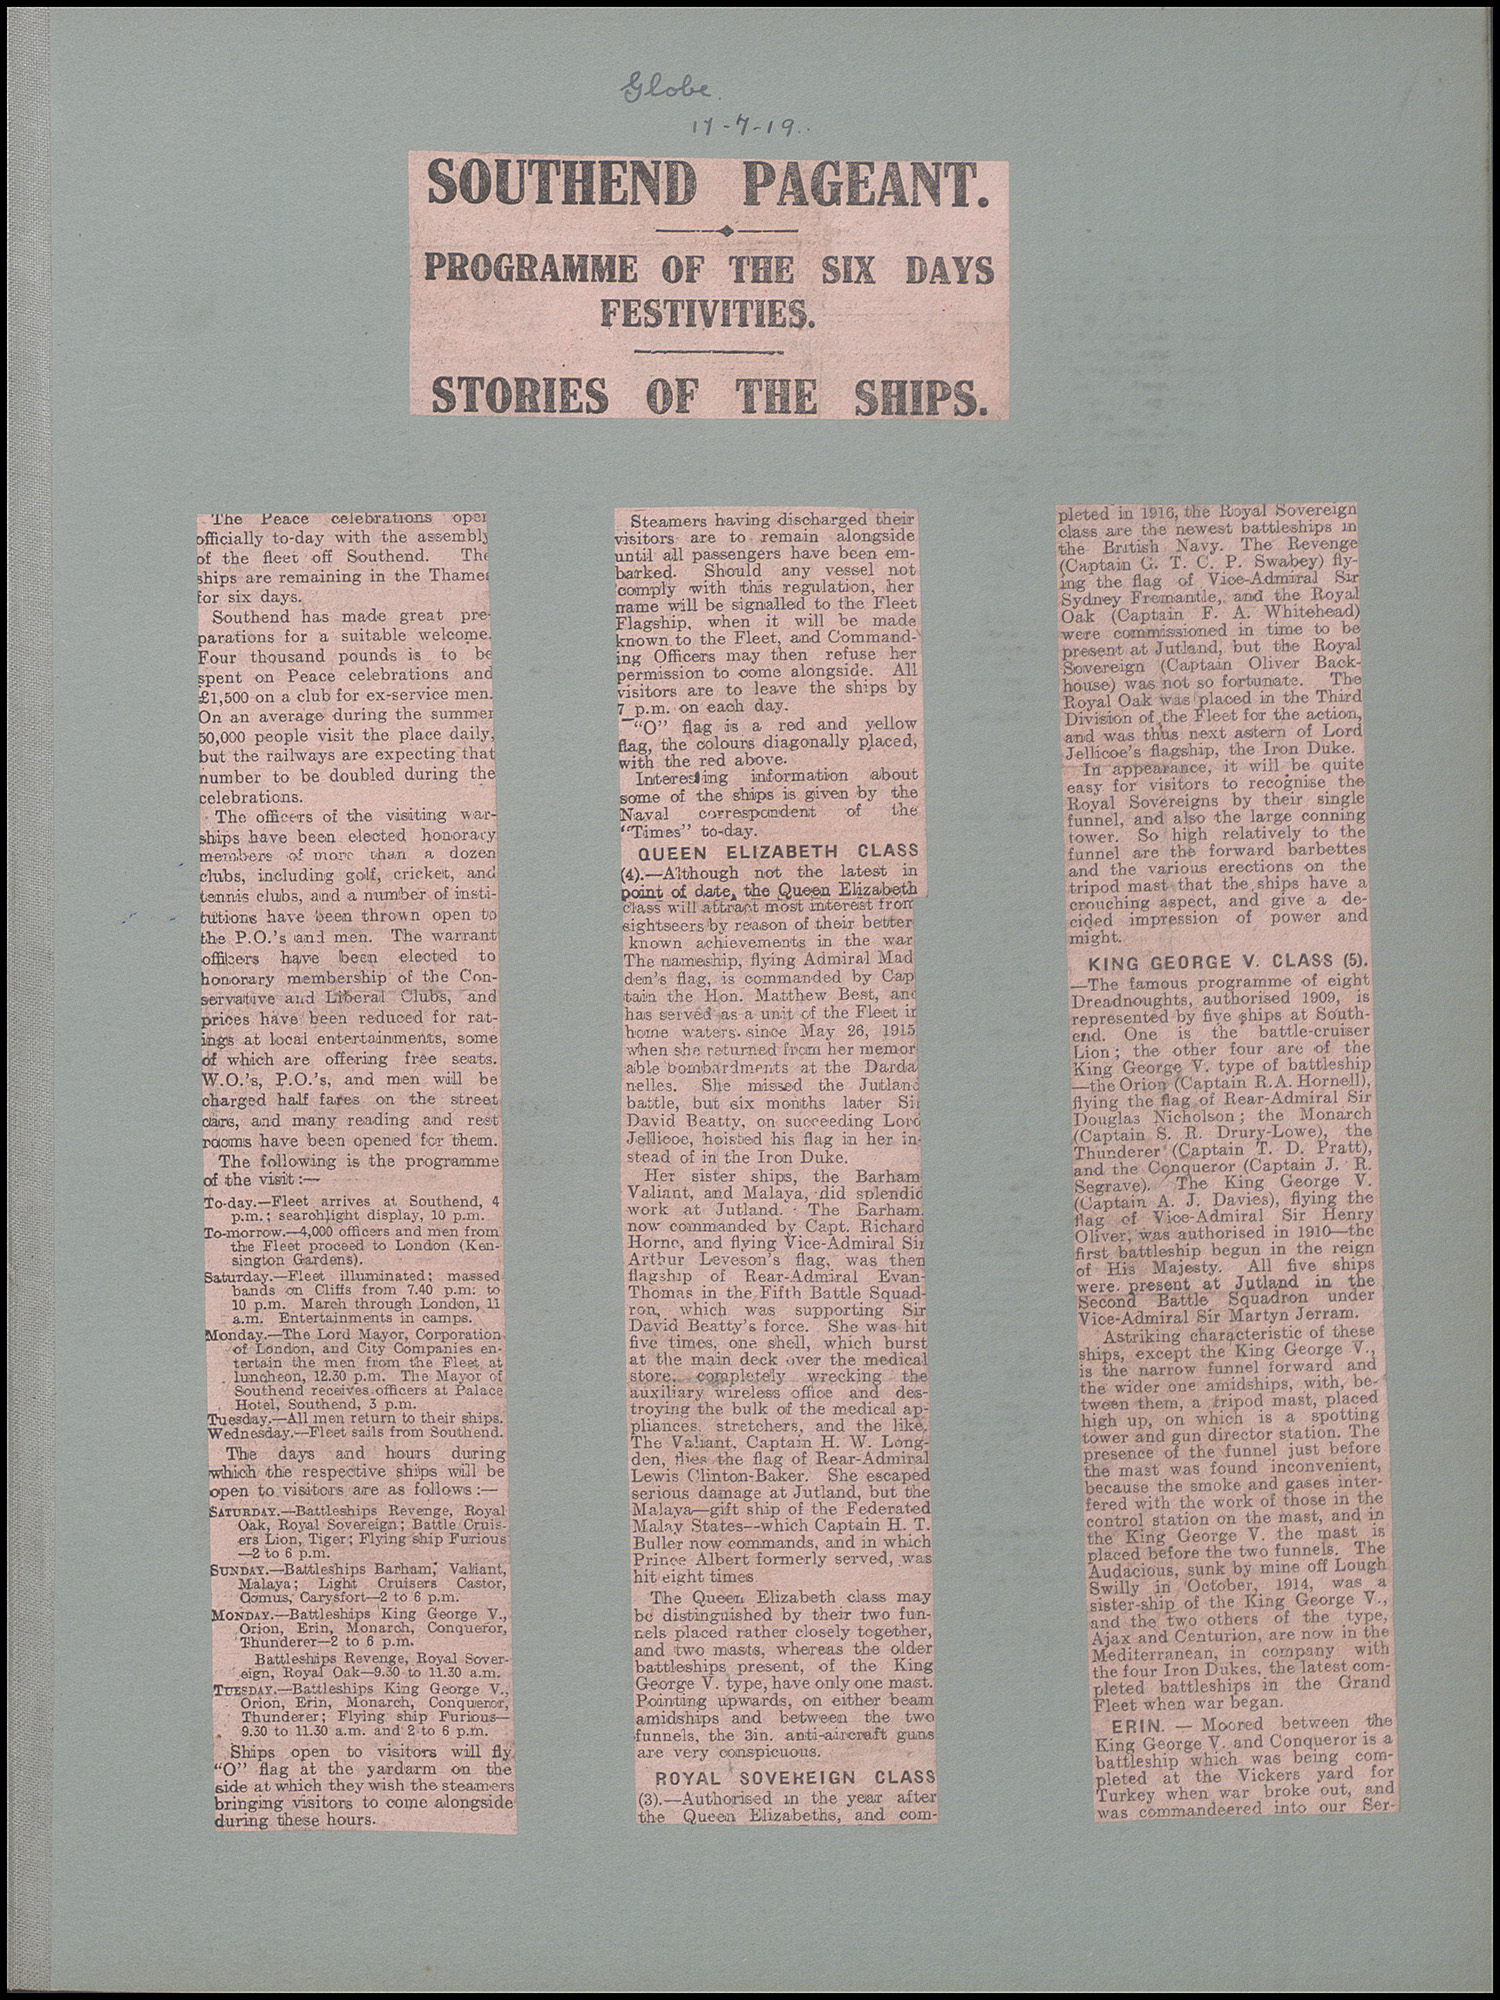 Globe.
17-7-19.
SOUTHEND PAGEANT.
PROGRAMME OF THE SIX DAYS
FESTIVITIES.
STORIES OF THE SHIPS.
The Peace celebrations open
officially to-day with the assembly
of the fleet off Southend. The
ships are remaining in the Thames
for six days.
Southend has made great pre-
parations for a suitable welcome.
Four thousand pounds is to be
spent on Peace celebrations and
£1,500 on a club for ex-service men.
On an average during the summer
50,000 people visit the place daily,
but the railways are expecting that
number to be doubled during the
celebrations.
The officers of the visiting war-
ships have been elected honorary
members of more than a dozen
clubs, including golf, cricket, and
tennis clubs, and a number of insti-
tutions have been thrown open to
the P.O.'s and men. The warrant
officers have been elected to
honorary membership of the Con-
servative and Liberal Clubs, and
prices have been reduced for rat-
ings at local entertainments, some
of which are offering free seats.
W.O.'s, P.O.'s, and men will be
charged half fares on the street
cars, and many reading and rest
rooms have been opened for them.
The following is the programme
of the visit:—
To-day.—Fleet arrives at Southend, 4
p.m.; searchlight display, 10 p.m.
To-morrow.—4,000 officers and men from
the Fleet proceed to London (Ken-
sington Gardens).
Saturday.—Fleet illuminated; massed
bands on Cliffs from 7.40 p.m. to
10 p.m. March through London, 11
a.m. Entertainments in camps.
Monday.—The Lord Mayor, Corporation
of London, and City Companies en-
tertain the men from the Fleet at
luncheon, 12.30 p.m. The Mayor of
Southend receives officers at Palace
Hotel, Southend, 3 p.m.
Tuesday.—All men return to their ships.
Wednesday.—Fleet sails from Southend.
The days and hours during
which the respective ships will be
open to visitors are as follows:—
SATURDAY.—Battleships Revenge, Royal
Oak, Royal Sovereign; Battle Cruis-
ers Lion, Tiger; Flying ship Furious
—2 to 6 p.m.
SUNDAY.—Battleships Barham, Valiant,
Malaya; Light Cruisers Castor,
Comus, Carysfort—2 to 6 p.m.
MONDAY.—Battleships King George V.,
Orion, Erin, Monarch, Conqueror,
Thunderer—2 to 6 p.m.
Battleships Revenge, Royal Sover-
eign, Royal Oak—9.30 to 11.30 a.m.
TUESDAY.—Battleships King George V.,
Orion, Erin, Monarch, Conqueror,
Thunderer; Flying ship Furious—
9.30 to 11.30 a.m. and 2 to 6 p.m.
Ships open to visitors will fly
"O" flag at the yardarm on the
side at which they wish the steamers
bringing visitors to come alongside
during these hours.
Steamers having discharged their
visitors are to remain alongside
until all passengers have been em-
barked. Should any vessel not
comply with this regulation, her
name will be signalled to the Fleet
Flagship, when it will be made
known to the Fleet, and Command-
ing Officers may then refuse her
permission to come alongside. All
visitors are to leave the ships by
7 p.m. on each day.
"O" flag is a red and yellow
flag, the colours diagonally placed,
with the red above.
Interesting information about
some of the ships is given by the
Naval correspondent of the
"Times" to-day.
QUEEN ELIZABETH CLASS
(4).—Although not the latest in
point of date, the Queen Elizabeth
class will attract most interest from
sightseers by reason of their better
known achievements in the war
The nameship, flying Admiral Mad
den's flag, is commanded by Cap
tain the Hon. Matthew Best, and
has served as a unit of the Fleet in
home waters since May 26, 1915
when she returned from her memor
able bombardments at the Darda
nelles. She missed the Jutland
battle, but six months later Sir
David Beatty, on succeeding Lord
Jellicoe, hoisted his flag in her in-
stead of in the Iron Duke.
Her sister ships, the Barham
Valiant, and Malaya, did splendid
work at Jutland. The Barham,
now commanded by Capt. Richard
Horne, and flying Vice-Admiral Sir
Arthur Leveson's flag, was then
flagship of Rear-Admiral Evan-
Thomas in the Fifth Battle Squad-
ron, which was supporting Sir
David Beatty's force. She was hit
five times, one shell, which burst
at the main deck over the medical
store, completely wrecking the
auxiliary wireless office and des-
troying the bulk of the medical ap-
pliances, stretchers, and the like.
The Valiant, Captain H. W. Long-
den, flies the flag of Rear-Admiral
Lewis Clinton-Baker. She escaped
serious damage at Jutland, but the
Malaya—gift ship of the Federated
Malay States--which Captain H. T.
Buller now commands, and in which
Prince Albert formerly served, was
hit eight times
The Queen Elizabeth class may
be distinguished by their two fun-
nels placed rather closely together,
and two masts, whereas the older
battleships present, of the King
George V. type, have only one mast.
Pointing upwards, on either beam
amidships and between the two
funnels, the 3in. anti-aircraft guns
are very conspicuous.
ROYAL SOVEREIGN CLASS
(3).—Authorised in the year after
the Queen Elizabeths, and com-
pleted in 1916, the Royal Sovereign
class are the newest battleships in
the British Navy. The Revenge
(Captain G. T. C. P. Swabey) fly-
ing the flag of Vice-Admiral Sir
Sydney Fremantle, and the Royal
Oak (Captain F. A. Whitehead)
were commissioned in time to be
present at Jutland, but the Royal
Sovereign (Captain Oliver Back-
house) was not so fortunate. The
Royal Oak was placed in the Third
Division of the Fleet for the action,
and was thus next astern of Lord
Jellicoe's flagship, the Iron Duke.
In appearance, it will be quite
easy for visitors to recognise the
Royal Sovereigns by their single
funnel, and also the large conning
tower. So high relatively to the
funnel are the forward barbettes
and the various erections on the
tripod mast that the ships have a
crouching aspect, and give a de-
cided impression of power and
might.
KING GEORGE V. CLASS (5).
—The famous programme of eight
Dreadnoughts, authorised 1909, is
represented by five ships at South-
end. One is the battle-cruiser
Lion; the other four are of the
King George V. type of battleship
—the Orion (Captain R.A. Hornell),
flying the flag of Rear-Admiral Sir
Douglas Nicholson; the Monarch
(Captain S. R. Drury-Lowe), the
Thunderer (Captain T. D. Pratt),
and the Conqueror (Captain J. R.
Segrave). The King George V.
(Captain A. J. Davies), flying the
flag of Vice-Admiral Sir Henry
Oliver, was authorised in 1910—the
first battleship begun in the reign
of His Majesty. All five ships
were present at Jutland in the
Second Battle Squadron under
Vice-Admiral Sir Martyn Jerram.
Astriking characteristic of these
ships, except the King George V.,
is the narrow funnel forward and
the wider one amidships, with, be-
tween them, a tripod mast, placed
high up, on which is a spotting
tower and gun director station. The
presence of the funnel just before
the mast was found inconvenient,
because the smoke and gases inter-
fered with the work of those in the
control station on the mast, and in
the King George V. the mast is
placed before the two funnels. The
Audacious, sunk by mine off Lough
Swilly in October, 1914, was a
sister-ship of the King George V.,
and the two others of the type,
Ajax and Centurion, are now in the
Mediterranean, in company with
the four Iron Dukes, the latest com-
pleted battleships in the Grand
Fleet when war began.
ERIN. — Moored between the
King George V. and Conqueror is a
battleship which was being com-
pleted at the Vickers yard for
Turkey when war broke out, and
was commandeered into our Ser-